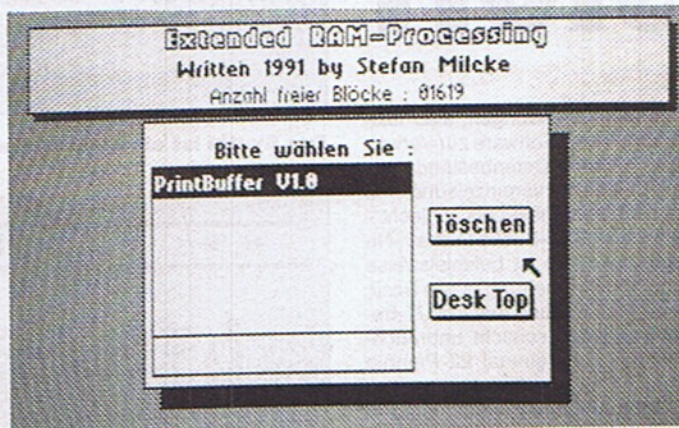 Extended RAM-Processing
Written 1991 by Stefan Milcke
Anzahl freier Blöcke : 01619
Bitte wählen Sie :
PrintBuffer V1.0
löschen
Desk Top